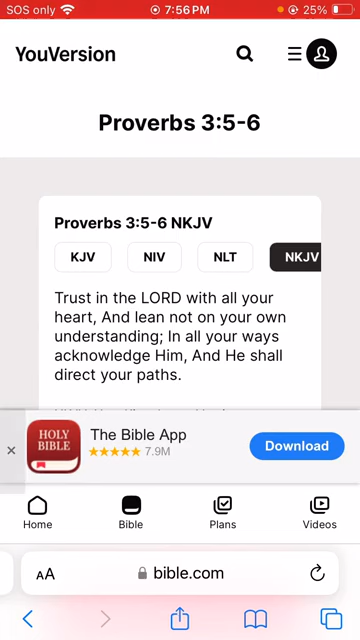 SOS only 7:56 PM 25%
YouVersion
Proverbs 3:5-6
Proverbs 3:5-6 NKJV
KJV NIV NLT NKJV
Trust in the LORD with all your
heart, And lean not on your own
understanding; In all your ways
acknowledge Him, And He shall
direct your paths.
HOLY
BIBLE
The Bible App
★★★★★ 7.9M
Download
Home Bible Plans Videos
AA bible.com